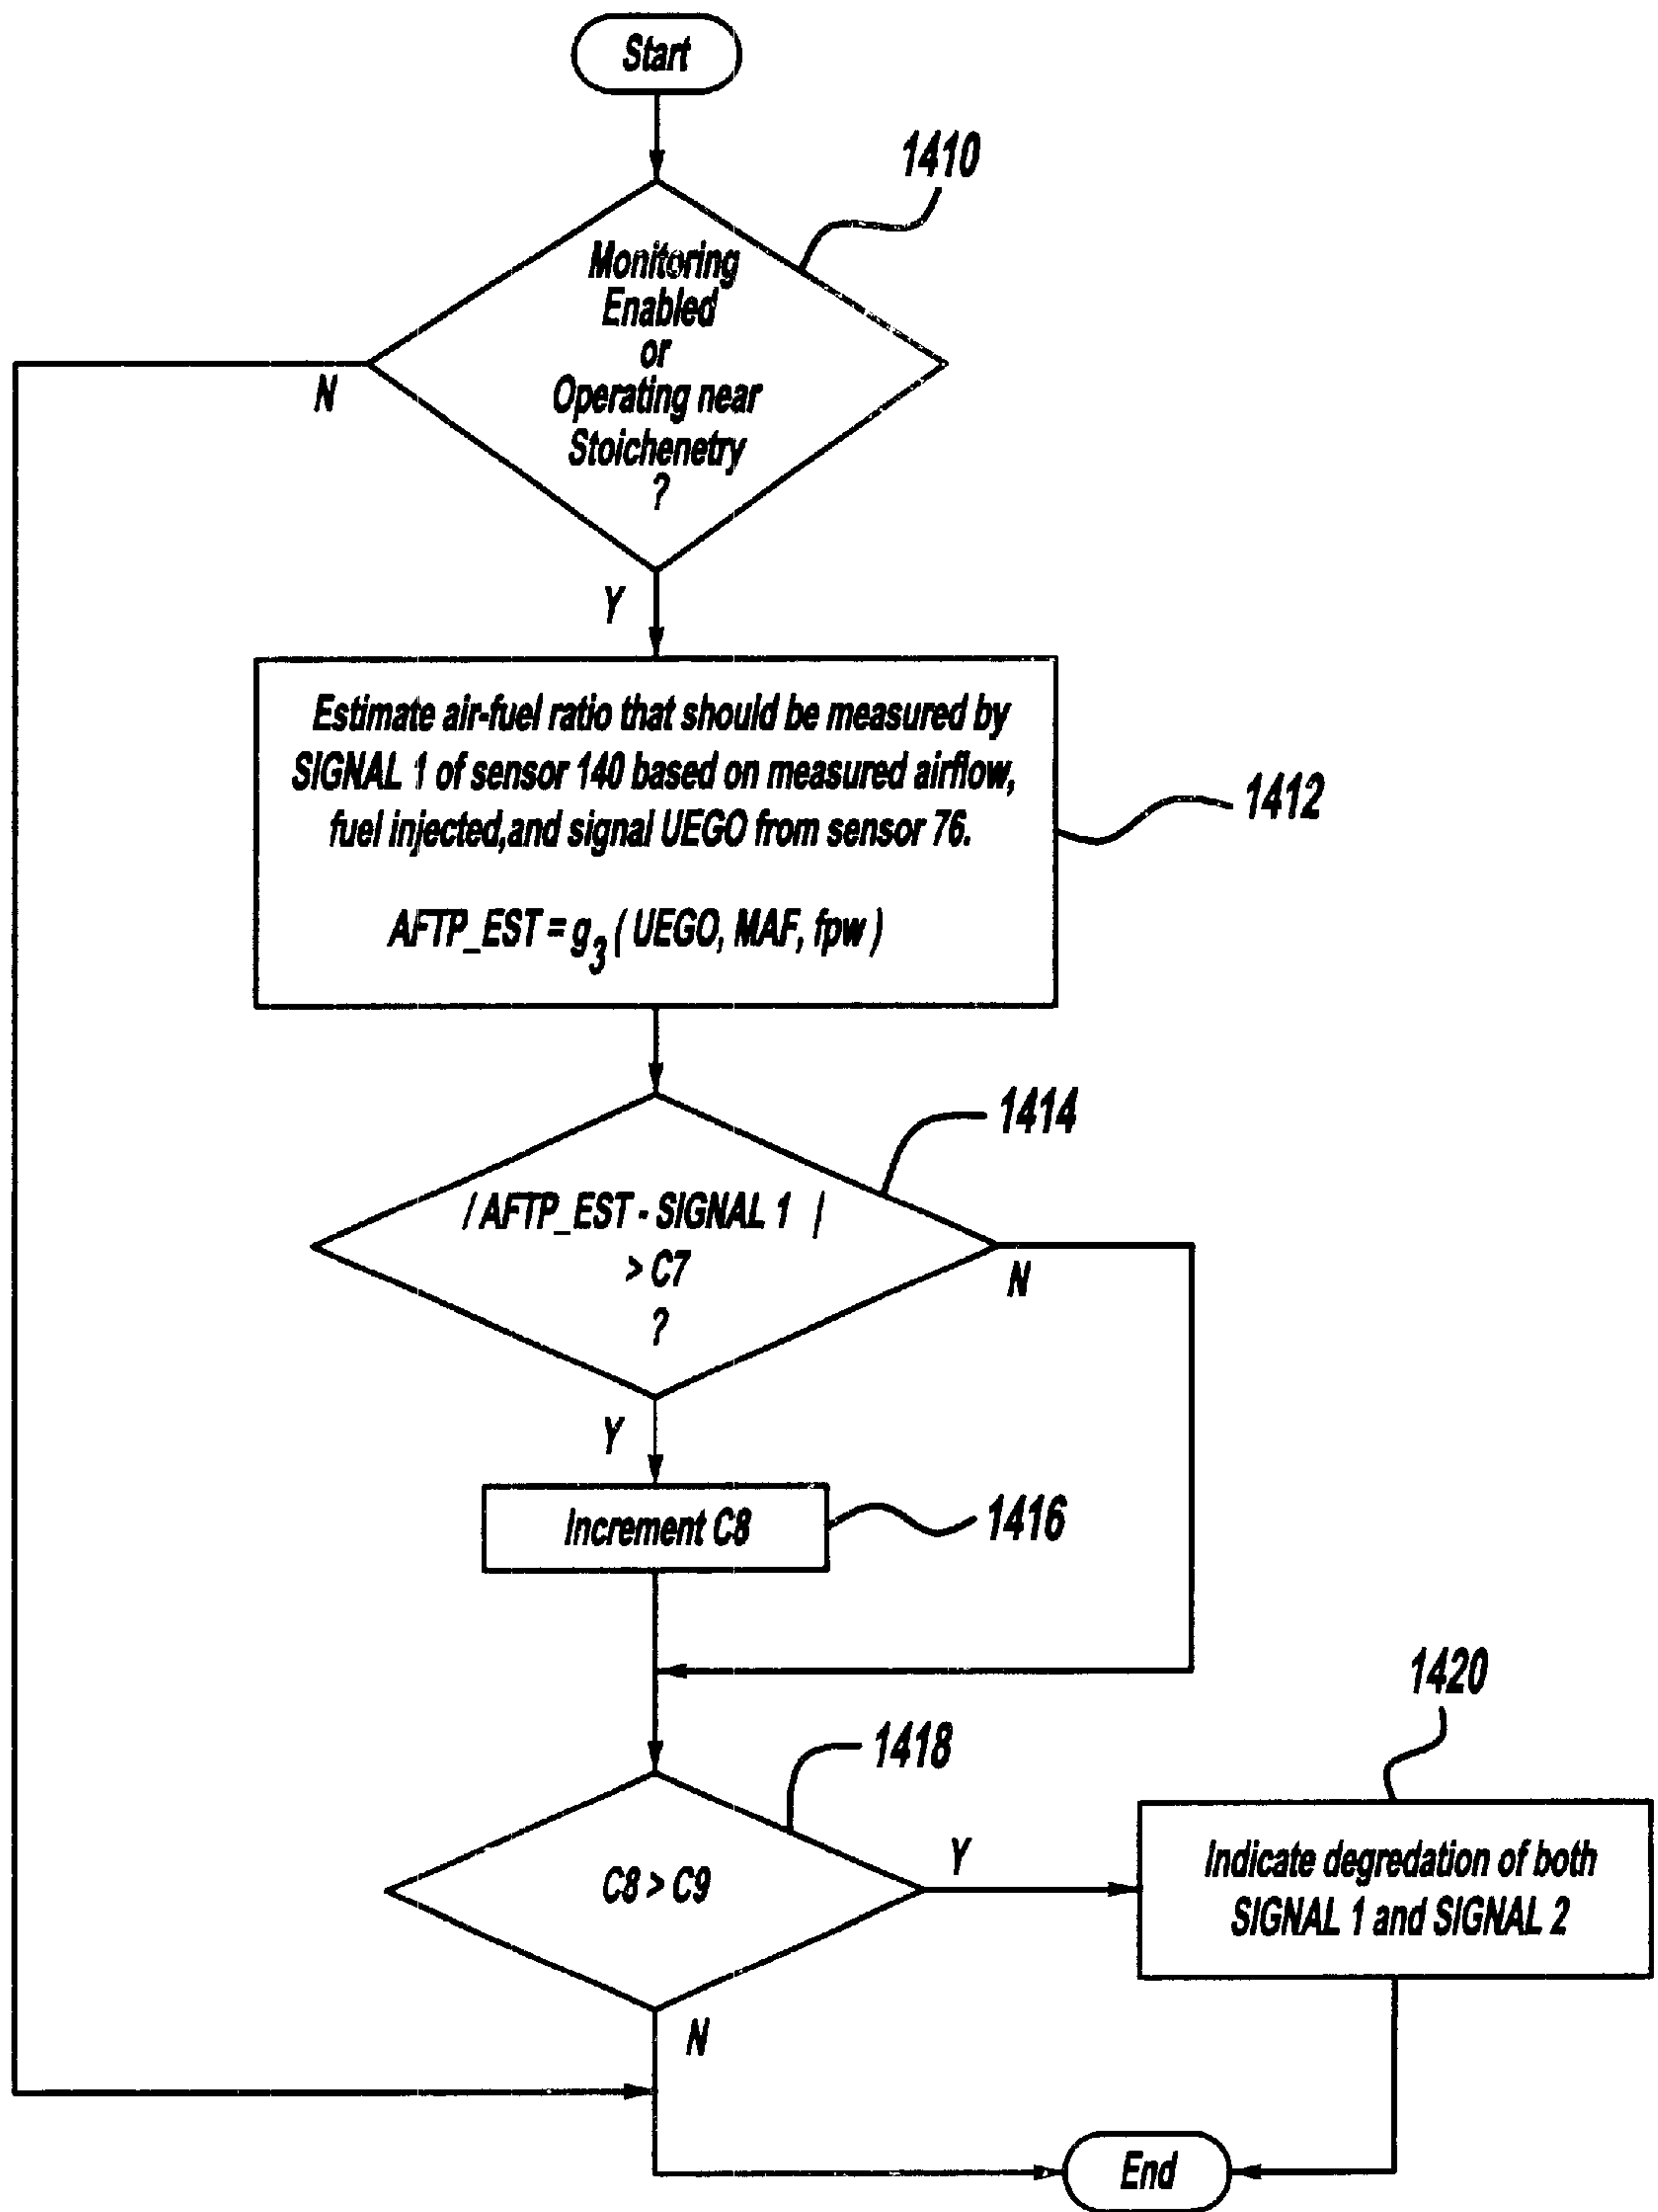 Start
1410
Monitoring
Enabled
or
Operating near
Stoichenetry
?
N
Y
Estimate air-fuel ratio that should be measured by
SIGNAL 1 of sensor 140 based on measured airflow,
fuel injected,and signal UEGO from sensor 76.
AFTP_EST = g3 ( UEGO, MAF, fpw )
1412
1414
/ AFTP_EST - SIGNAL 1 |
> C7
?
N
Y
Increment C8
1416
1418
1420
C8 > C9
Y
Indicate degredation of both
SIGNAL 1 and SIGNAL 2
N
End